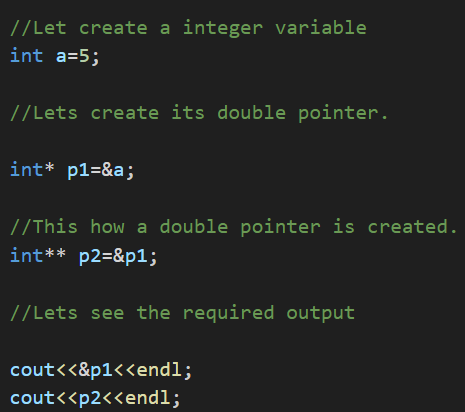 //Let create a integer variable
int a=5;
//Lets create its double pointer.
int* p1=&a;
//This how a double pointer is created.
int** p2=&p1;
//Lets see the required output
cout<<&p1<<endl;
cout<<p2<<endl;